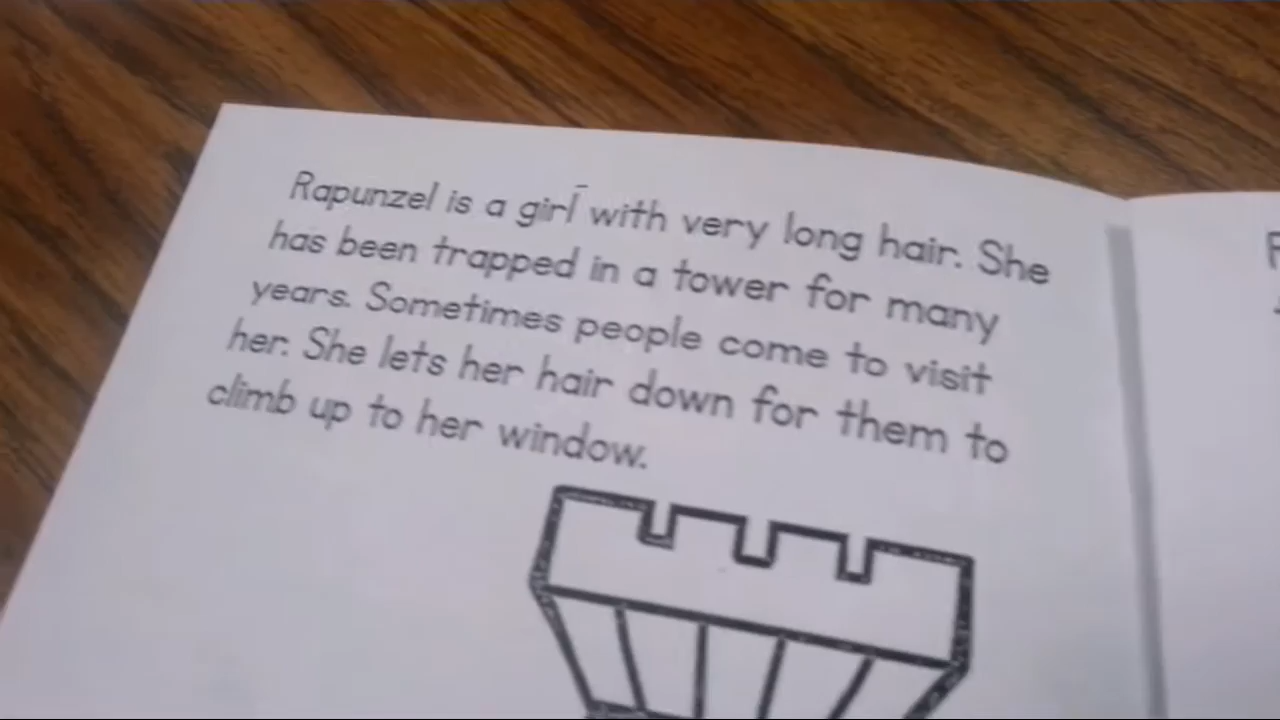 Rapunzel is a girl with very long hair. She
has been trapped in a tower for many
years. Sometimes people come to visit
her. She lets her hair down for them to
climb up to her window.